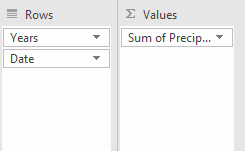 Rows
Years
Date
Σ Values
Sum of Precip...